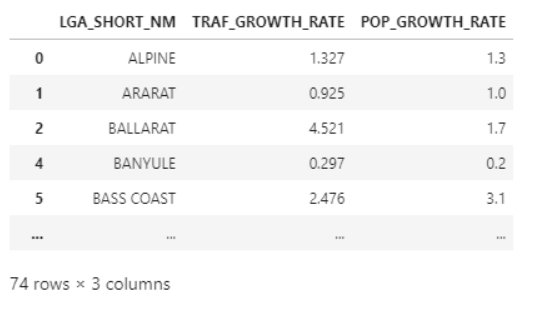 LGA_SHORT_NM TRAF_GROWTH_RATE POP_GROWTH_RATE
0 ALPINE 1.327 1.3
1 ARARAT 0.925 1.0
2 BALLARAT 4.521 1.7
4 BANYULE 0.297 0.2
5 BASS COAST 2.476 3.1
... ... ... ...
74 rows × 3 columns